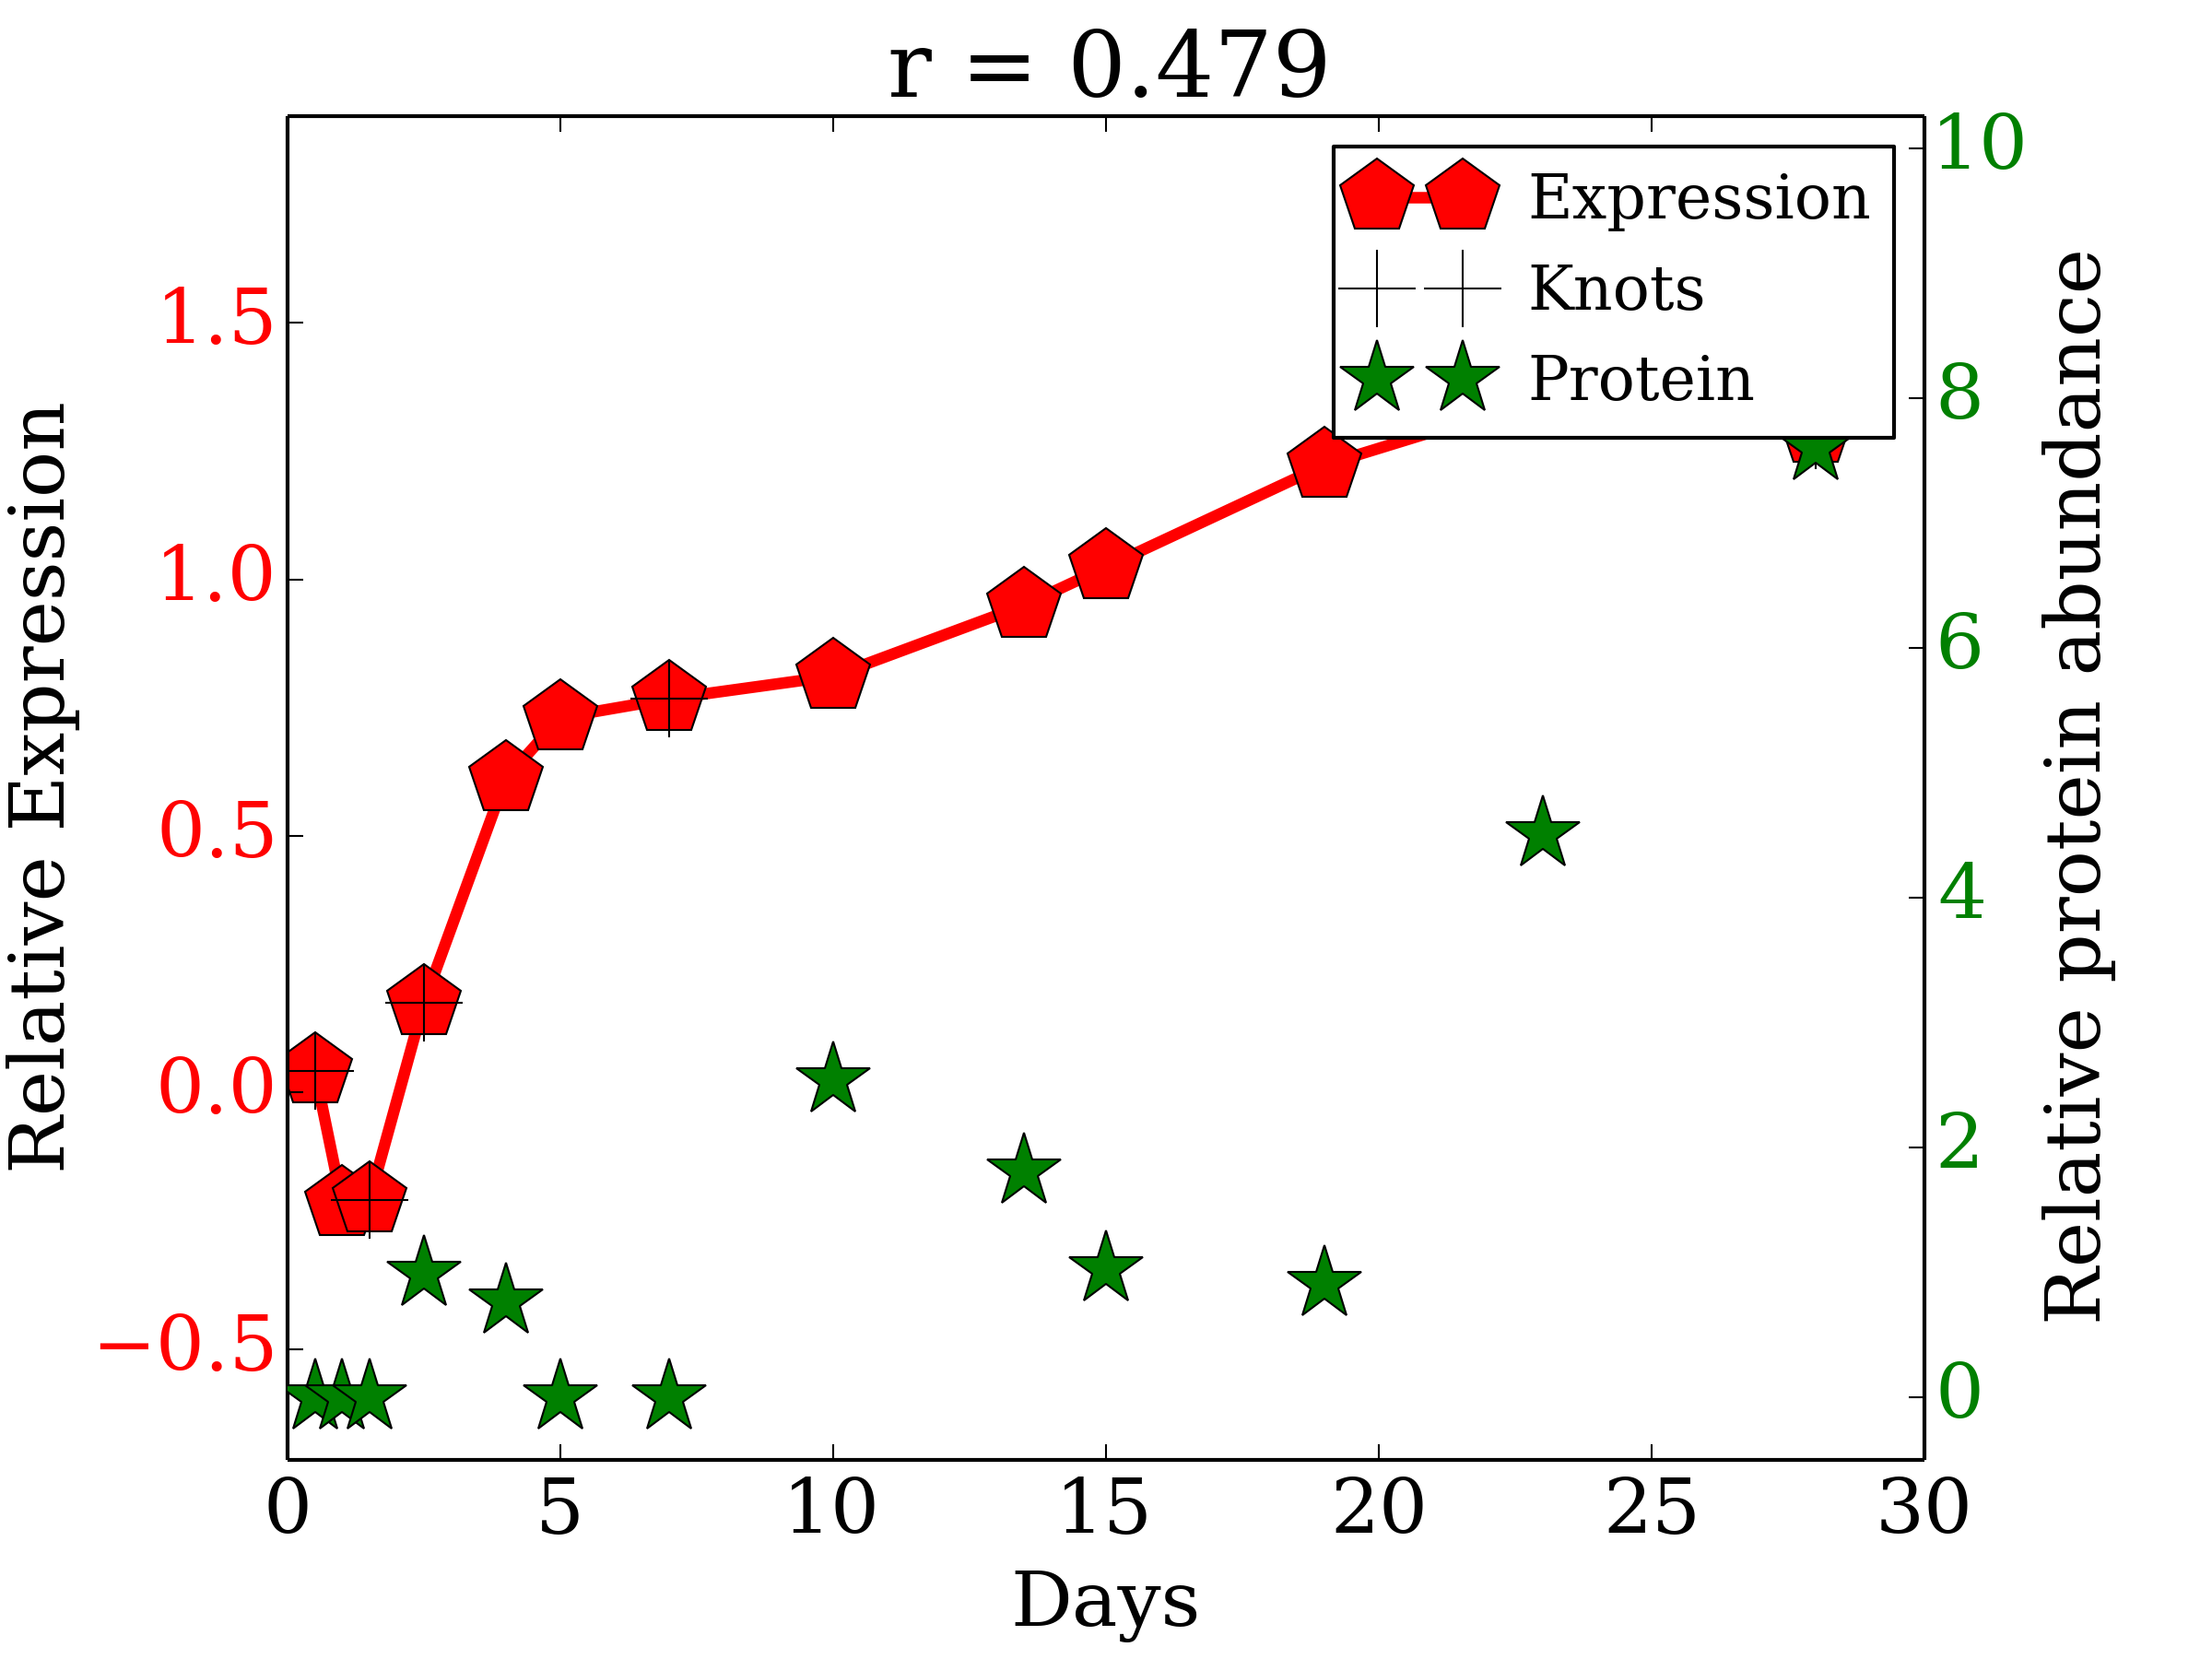 r = 0.479
Expression
Knots
Protein
Relative Expression
1.5
1.0
0.5
0.0
−0.5
10
8
6
4
2
0
Relative protein abundance
0 5 10 15 20 25 30
Days